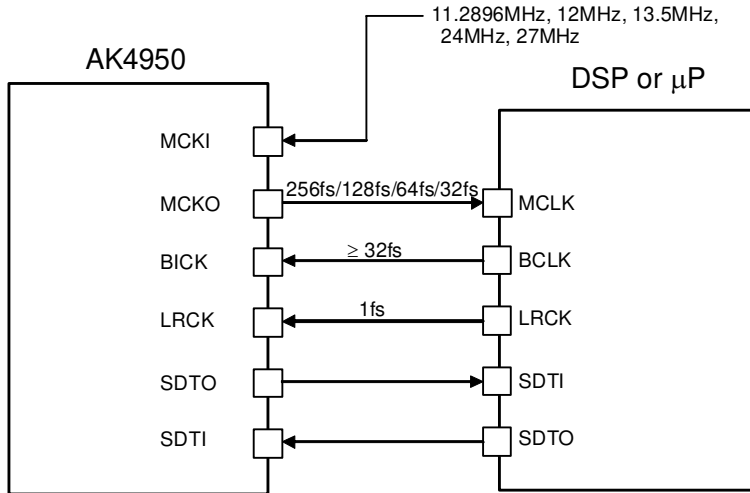 11.2896MHz, 12MHz, 13.5MHz,
24MHz, 27MHz
AK4950
DSP or μP
MCKI
MCKO
256fs/128fs/64fs/32fs
MCLK
BICK
≥ 32fs
BCLK
LRCK
1fs
LRCK
SDTO
SDTI
SDTI
SDTO